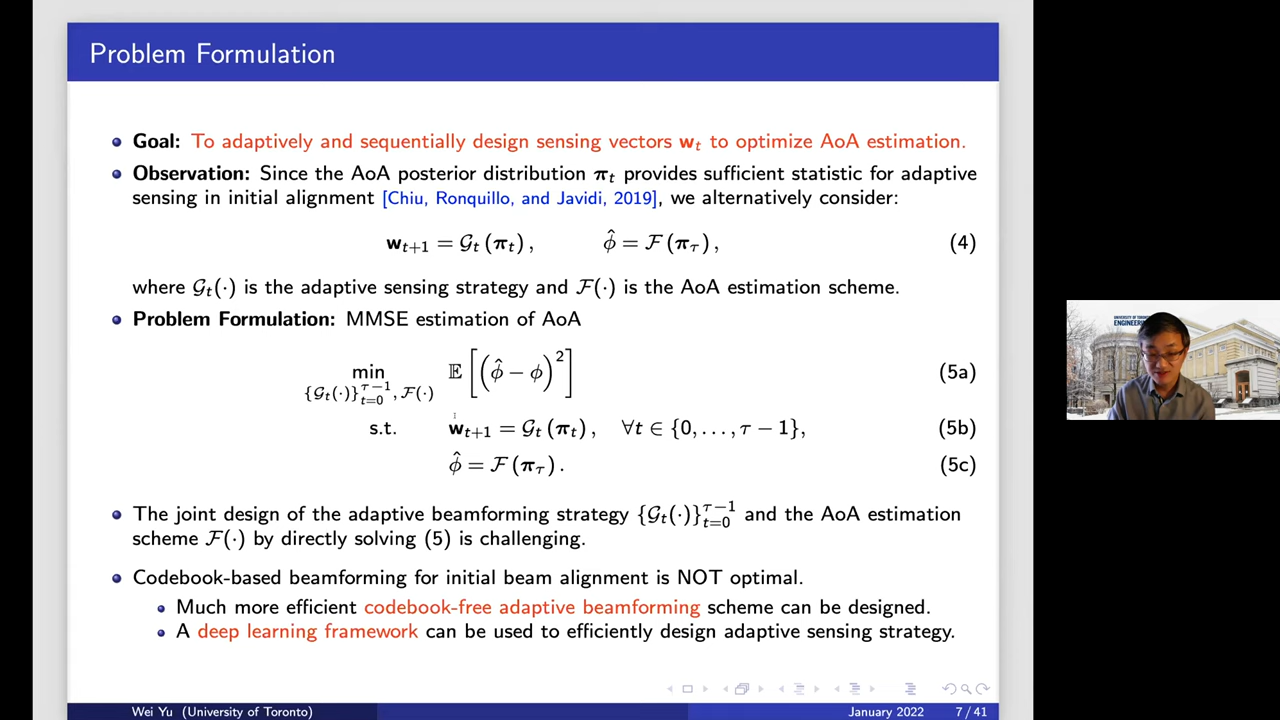 Problem Formulation
Goal: To adaptively and sequentially design sensing vectors w_t to optimize AoA estimation.
Observation: Since the AoA posterior distribution π_t provides sufficient statistic for adaptive
sensing in initial alignment [Chiu, Ronquillo, and Javidi, 2019], we alternatively consider:
w_{t+1} = 𝒢_t (π_t) ,   φ̂ = ℱ (π_τ) ,   (4)
where 𝒢_t(·) is the adaptive sensing strategy and ℱ(·) is the AoA estimation scheme.
Problem Formulation: MMSE estimation of AoA
min_{{𝒢_t(·)}_{t=0}^{τ−1}, ℱ(·)}   𝔼 [(φ̂ − φ)^2]   (5a)
s.t.   w_{t+1} = 𝒢_t (π_t) ,   ∀t ∈ {0, . . . , τ − 1},   (5b)
φ̂ = ℱ (π_τ) .   (5c)
The joint design of the adaptive beamforming strategy {𝒢_t(·)}_{t=0}^{τ−1} and the AoA estimation
scheme ℱ(·) by directly solving (5) is challenging.
Codebook-based beamforming for initial beam alignment is NOT optimal.
Much more efficient codebook-free adaptive beamforming scheme can be designed.
A deep learning framework can be used to efficiently design adaptive sensing strategy.
Wei Yu (University of Toronto)   January 2022   7 / 41
UNIVERSITY OF TORONTO
ENGINEERING